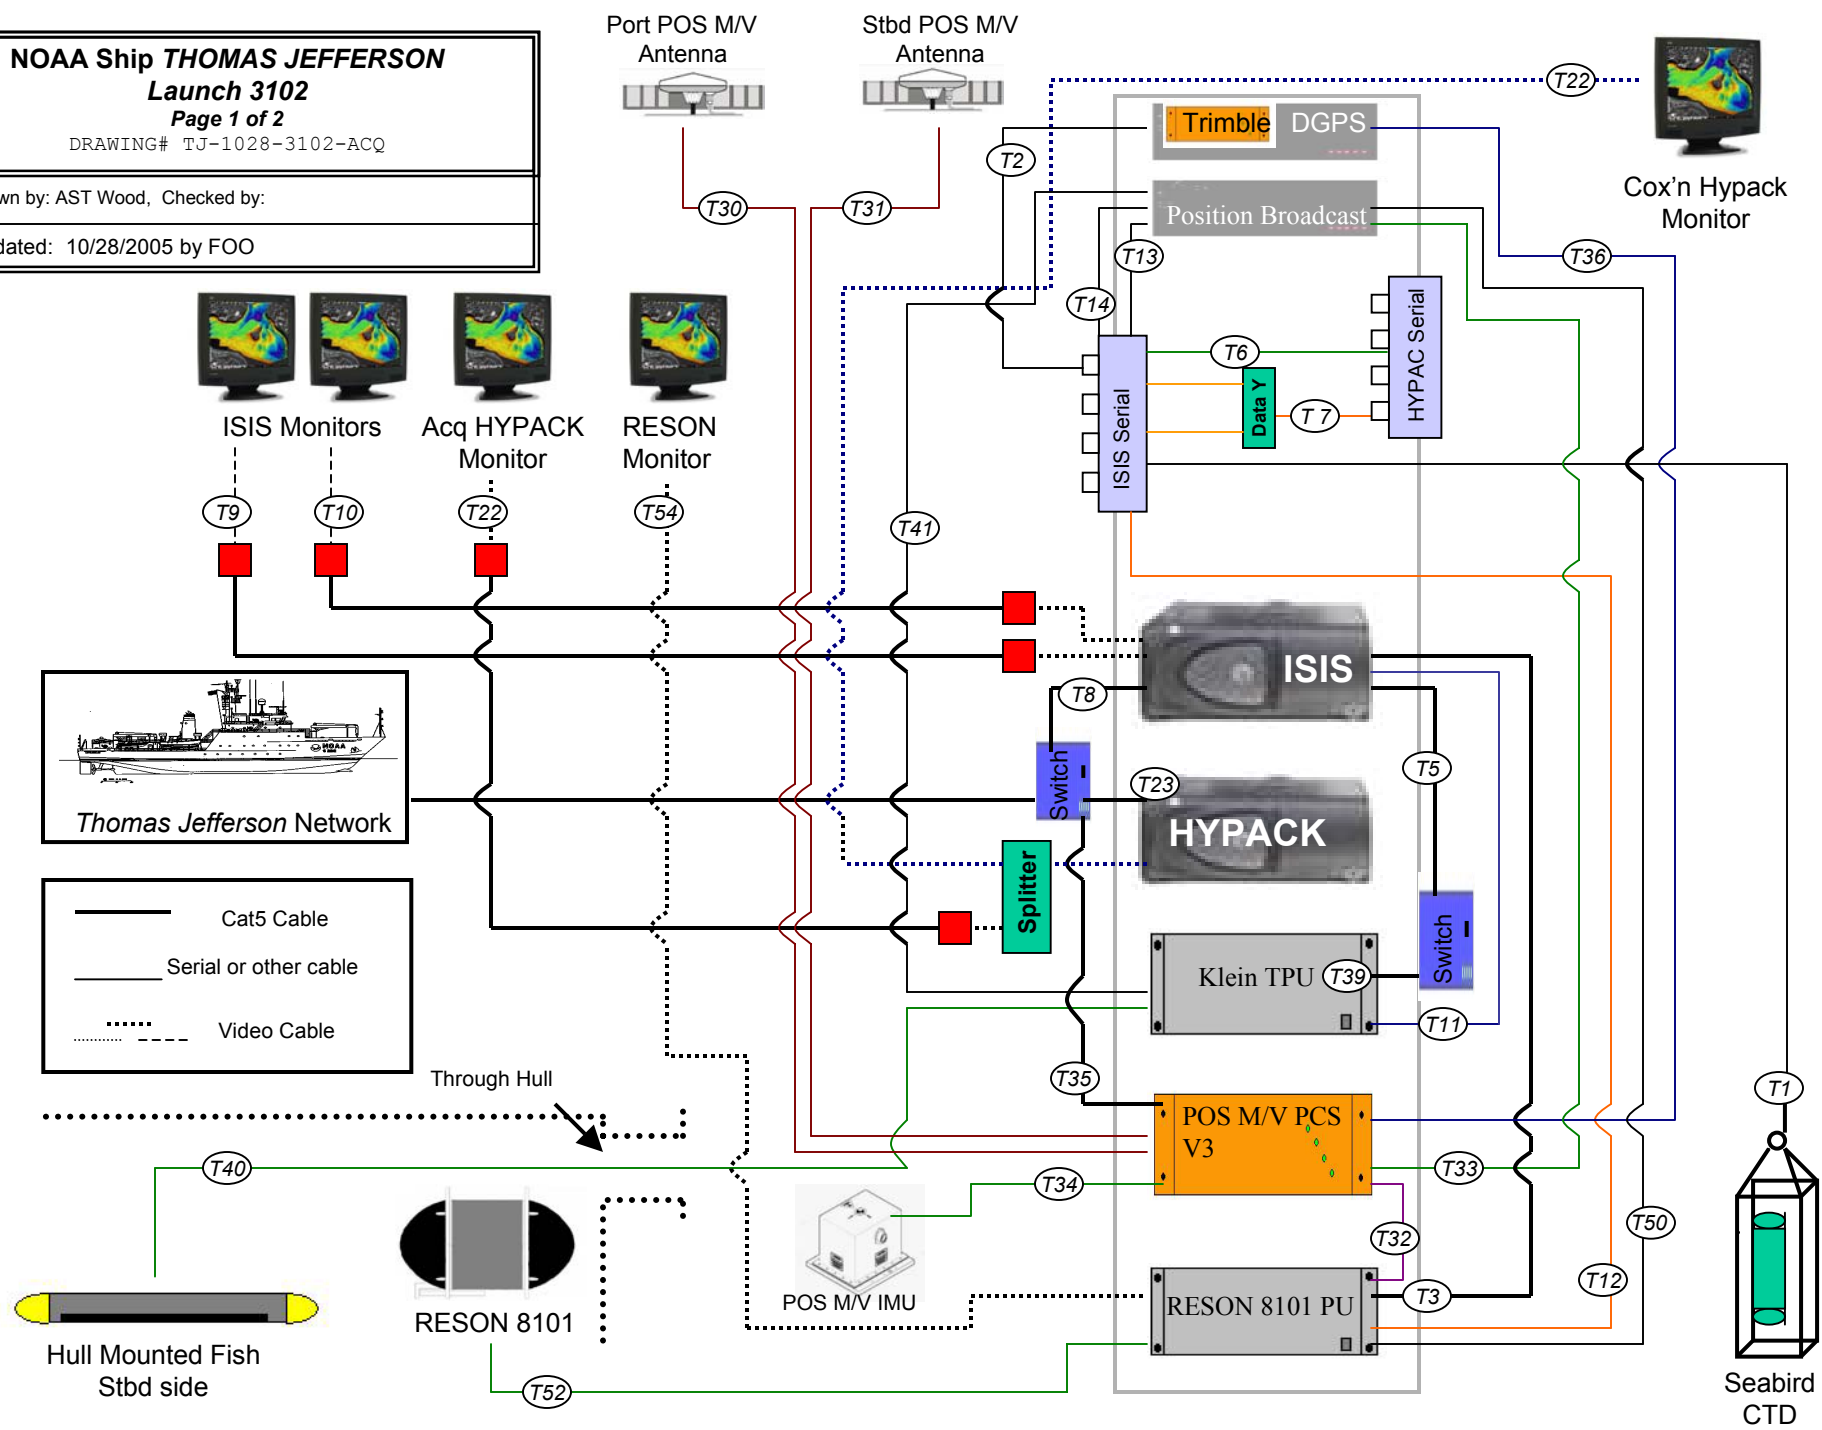 NOAA Ship THOMAS JEFFERSON
Launch 3102
Page 1 of 2
DRAWING# TJ-1028-3102-ACQ
wn by: AST Wood, Checked by:
dated: 10/28/2005 by FOO
Port POS M/V
Antenna
Stbd POS M/V
Antenna
T22
Cox'n Hypack
Monitor
Trimble
DGPS
T2
T30
T31
Position Broadcast
T13
T36
T14
ISIS Monitors
Acq HYPACK
Monitor
RESON
Monitor
ISIS Serial
T6
Data Y
T 7
HYPAC Serial
T9
T10
T22
T54
T41
ISIS
T8
Switch
T5
T23
HYPACK
Thomas Jefferson Network
Splitter
Switch
Cat5 Cable
Serial or other cable
Video Cable
Klein TPU
T39
T11
Through Hull
T35
T1
POS M/V PCS
V3
T40
T34
T33
T32
T50
T12
POS M/V IMU
RESON 8101
RESON 8101 PU
T3
Hull Mounted Fish
Stbd side
T52
Seabird
CTD